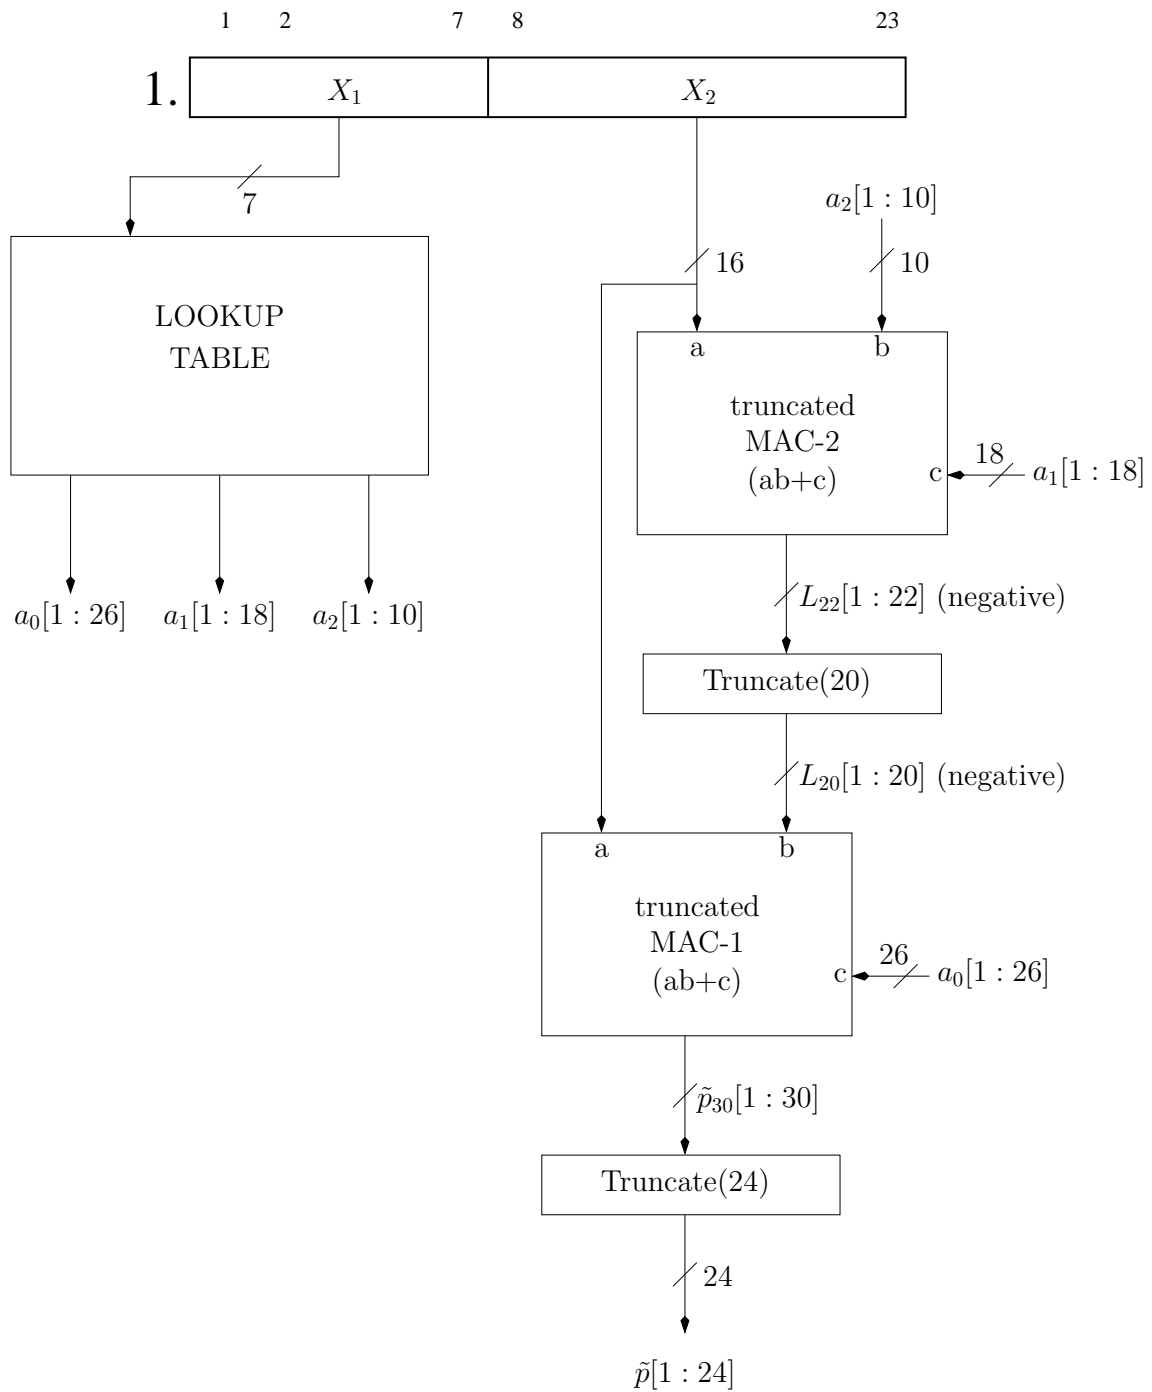 1 2 7 8 23
1. X₁ X₂
7
a₂[1 : 10]
16 10
LOOKUP
TABLE
a b
truncated
MAC-2
(ab+c)
c 18 a₁[1 : 18]
a₀[1 : 26] a₁[1 : 18] a₂[1 : 10]
L₂₂[1 : 22] (negative)
Truncate(20)
L₂₀[1 : 20] (negative)
a b
truncated
MAC-1
(ab+c)
c 26 a₀[1 : 26]
p̃₃₀[1 : 30]
Truncate(24)
24
p̃[1 : 24]